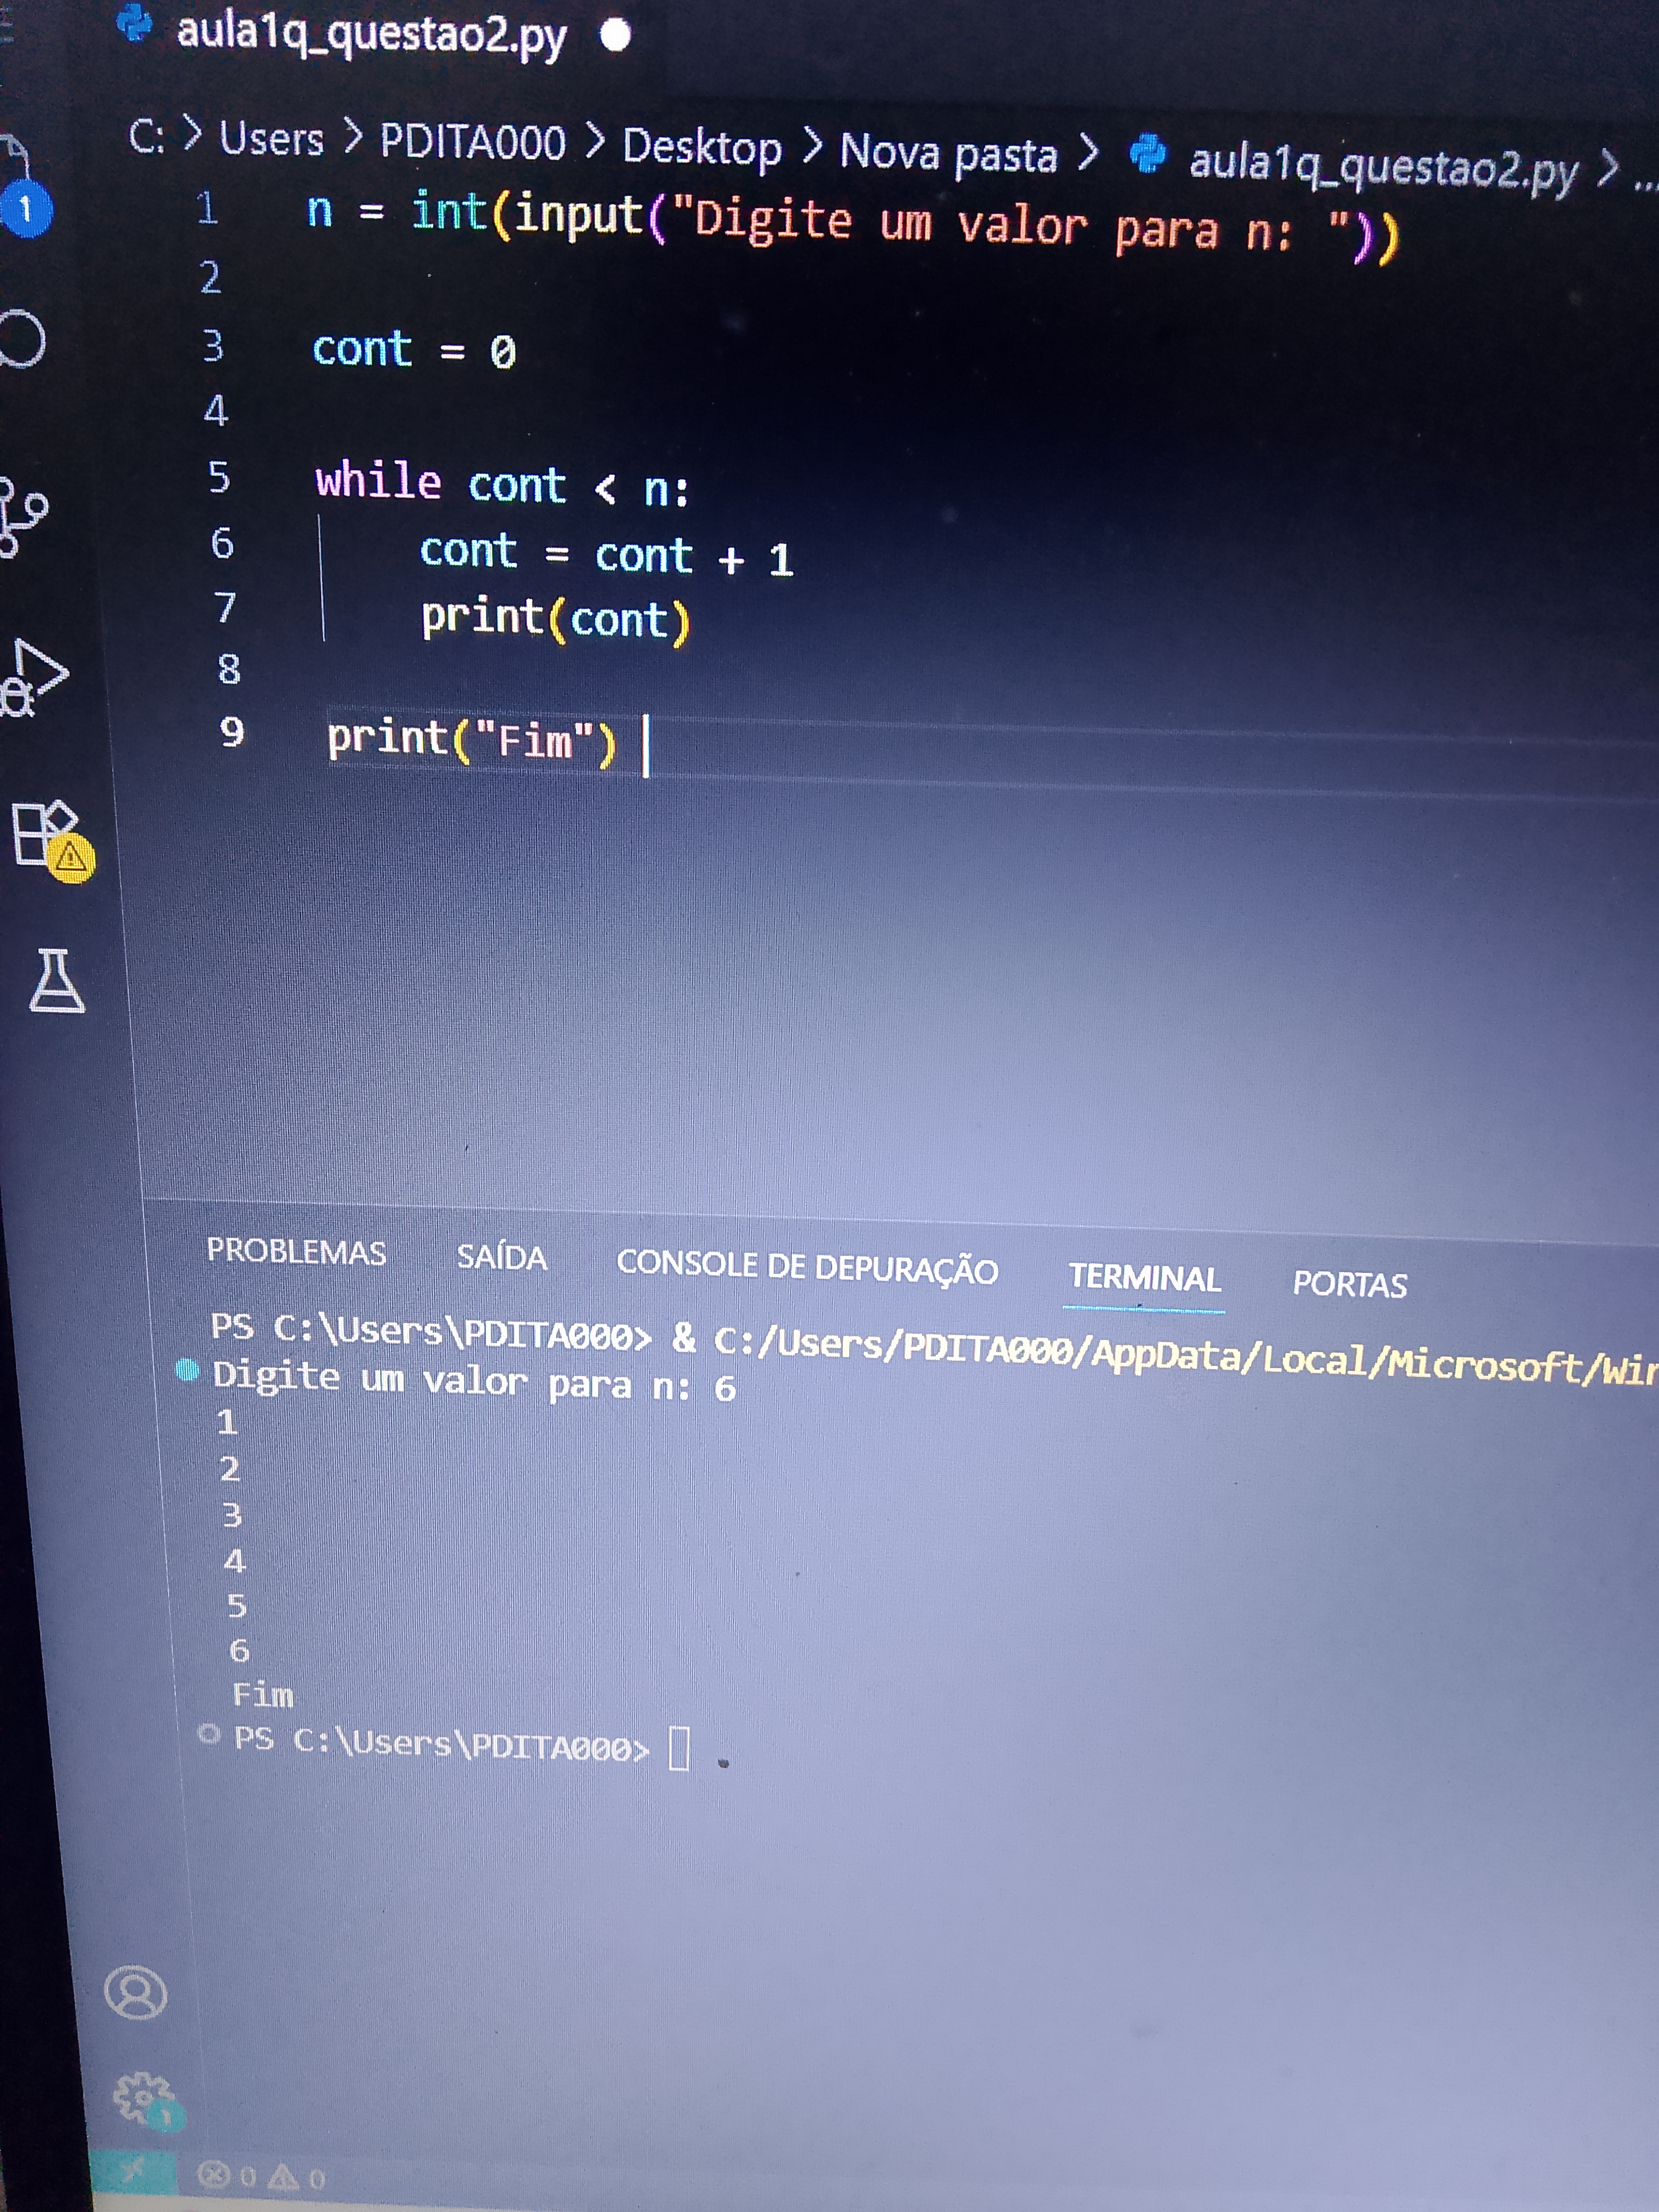 aula1q_questao2.py
C: > Users > PDITA000 > Desktop > Nova pasta > aula1q_questao2.py > ...
1
1 n = int(input("Digite um valor para n: "))
2
3 cont = 0
4
5 while cont < n:
6 cont = cont + 1
7 print(cont)
8
9 print("Fim")
PROBLEMAS SAÍDA CONSOLE DE DEPURAÇÃO TERMINAL PORTAS
PS C:\Users\PDITA000> & C:/Users/PDITA000/AppData/Local/Microsoft/Win
Digite um valor para n: 6
1
2
3
4
5
6
Fim
PS C:\Users\PDITA000>
1
0 0